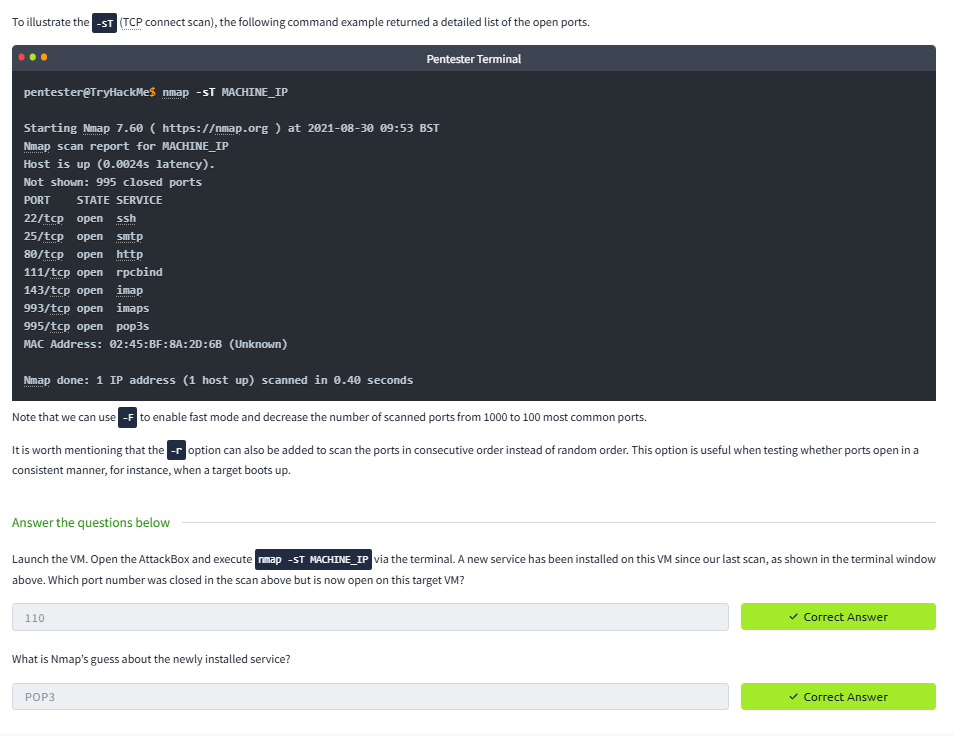 To illustrate the -sT (TCP connect scan), the following command example returned a detailed list of the open ports.
Pentester Terminal
pentester@TryHackMe$ nmap -sT MACHINE_IP
Starting Nmap 7.60 ( https://nmap.org ) at 2021-08-30 09:53 BST
Nmap scan report for MACHINE_IP
Host is up (0.0024s latency).
Not shown: 995 closed ports
PORT    STATE SERVICE
22/tcp  open  ssh
25/tcp  open  smtp
80/tcp  open  http
111/tcp open  rpcbind
143/tcp open  imap
993/tcp open  imaps
995/tcp open  pop3s
MAC Address: 02:45:BF:8A:2D:6B (Unknown)
Nmap done: 1 IP address (1 host up) scanned in 0.40 seconds
Note that we can use -F to enable fast mode and decrease the number of scanned ports from 1000 to 100 most common ports.
It is worth mentioning that the -r option can also be added to scan the ports in consecutive order instead of random order. This option is useful when testing whether ports open in a
consistent manner, for instance, when a target boots up.
Answer the questions below
Launch the VM. Open the AttackBox and execute nmap -sT MACHINE_IP via the terminal. A new service has been installed on this VM since our last scan, as shown in the terminal window
above. Which port number was closed in the scan above but is now open on this target VM?
110
✓ Correct Answer
What is Nmap's guess about the newly installed service?
POP3
✓ Correct Answer